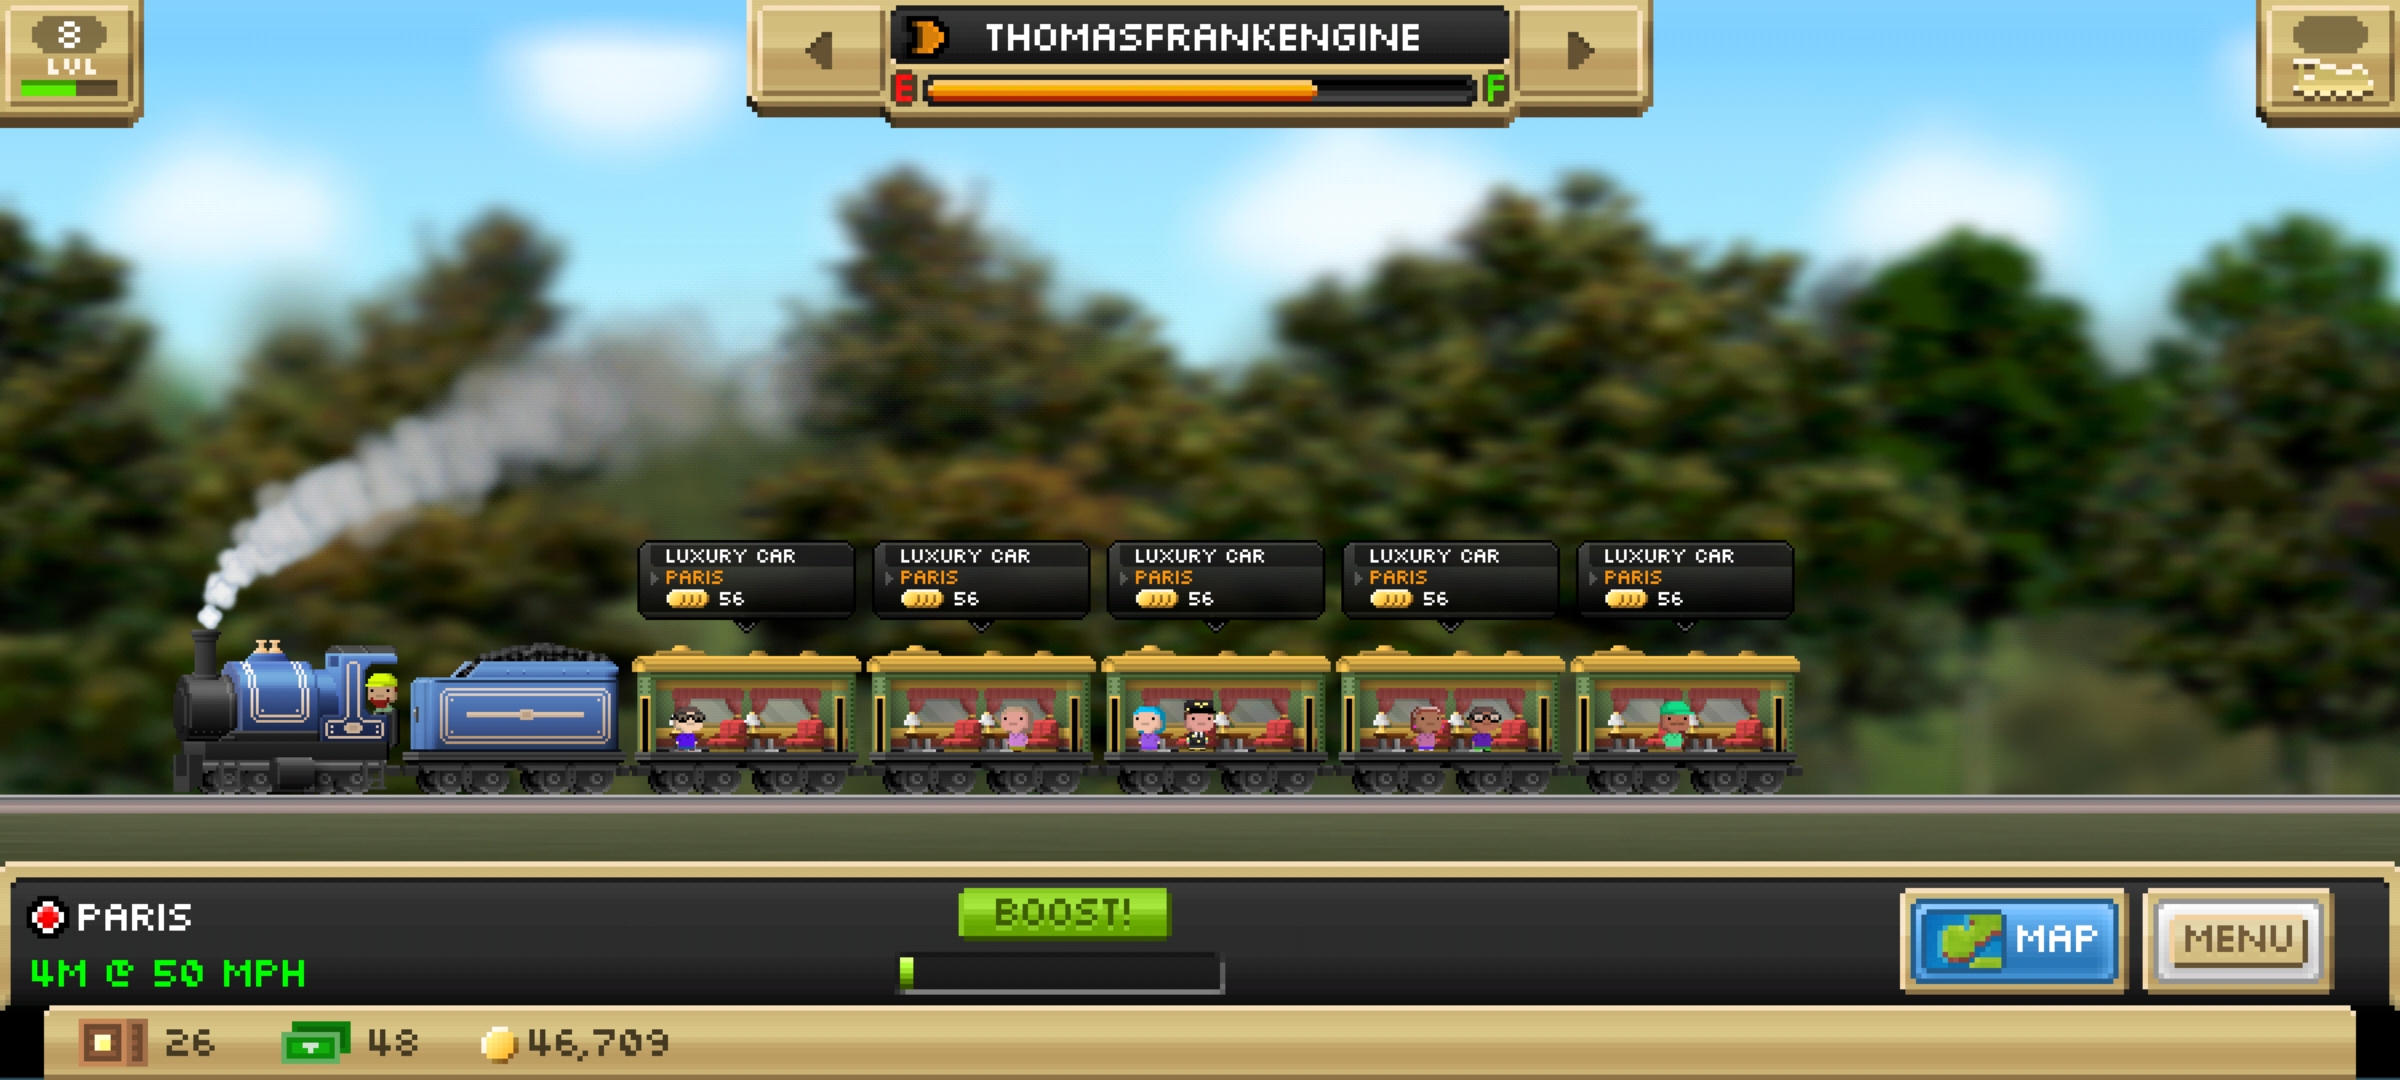 8
LVL
THOMASFRANKENGINE
E F
LUXURY CAR
PARIS
56
LUXURY CAR
PARIS
56
LUXURY CAR
PARIS
56
LUXURY CAR
PARIS
56
LUXURY CAR
PARIS
56
PARIS
4M @ 50 MPH
BOOST!
MAP
MENU
26
48
46,709